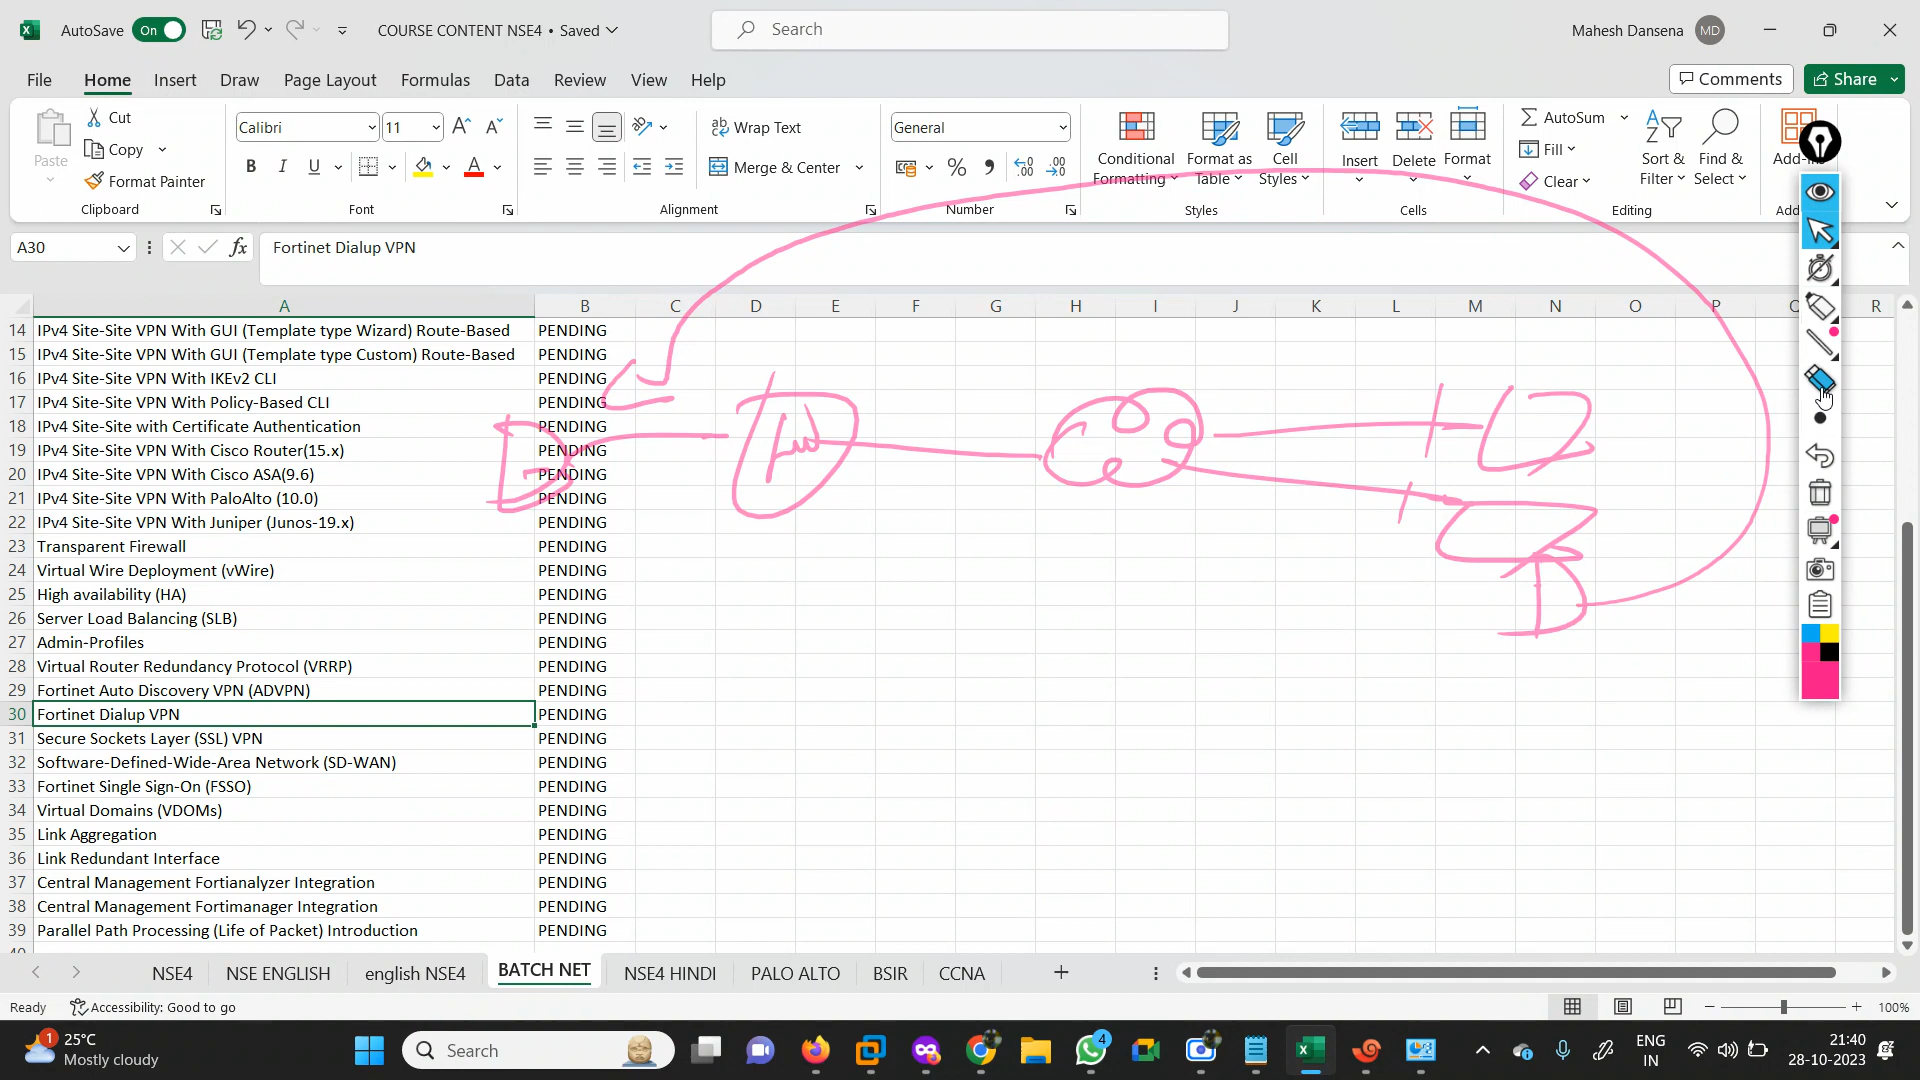 AutoSave On COURSE CONTENT NSE4 • Saved Search Mahesh Dansena MD
File Home Insert Draw Page Layout Formulas Data Review View Help Comments Share
Paste Cut Copy Format Painter Clipboard
Calibri 11 B I U A Font
Wrap Text Merge & Center Alignment
General % Number
Conditional Formatting Format as Table Cell Styles Styles
Insert Delete Format Cells
AutoSum Fill Clear Sort & Filter Find & Select Editing
A30 fx Fortinet Dialup VPN
A B C D E F G H I J K L M N O P Q R
14 IPv4 Site-Site VPN With GUI (Template type Wizard) Route-Based PENDING
15 IPv4 Site-Site VPN With GUI (Template type Custom) Route-Based PENDING
16 IPv4 Site-Site VPN With IKEv2 CLI PENDING
17 IPv4 Site-Site VPN With Policy-Based CLI PENDING
18 IPv4 Site-Site with Certificate Authentication PENDING
19 IPv4 Site-Site VPN With Cisco Router(15.x) PENDING
20 IPv4 Site-Site VPN With Cisco ASA(9.6) PENDING
21 IPv4 Site-Site VPN With PaloAlto (10.0) PENDING
22 IPv4 Site-Site VPN With Juniper (Junos-19.x) PENDING
23 Transparent Firewall PENDING
24 Virtual Wire Deployment (vWire) PENDING
25 High availability (HA) PENDING
26 Server Load Balancing (SLB) PENDING
27 Admin-Profiles PENDING
28 Virtual Router Redundancy Protocol (VRRP) PENDING
29 Fortinet Auto Discovery VPN (ADVPN) PENDING
30 Fortinet Dialup VPN PENDING
31 Secure Sockets Layer (SSL) VPN PENDING
32 Software-Defined-Wide-Area Network (SD-WAN) PENDING
33 Fortinet Single Sign-On (FSSO) PENDING
34 Virtual Domains (VDOMs) PENDING
35 Link Aggregation PENDING
36 Link Redundant Interface PENDING
37 Central Management Fortianalyzer Integration PENDING
38 Central Management Fortimanager Integration PENDING
39 Parallel Path Processing (Life of Packet) Introduction PENDING
NSE4 NSE ENGLISH english NSE4 BATCH NET NSE4 HINDI PALO ALTO BSIR CCNA
Ready Accessibility: Good to go 100%
1 25°C Mostly cloudy Search 4 ENG IN 21:40 28-10-2023